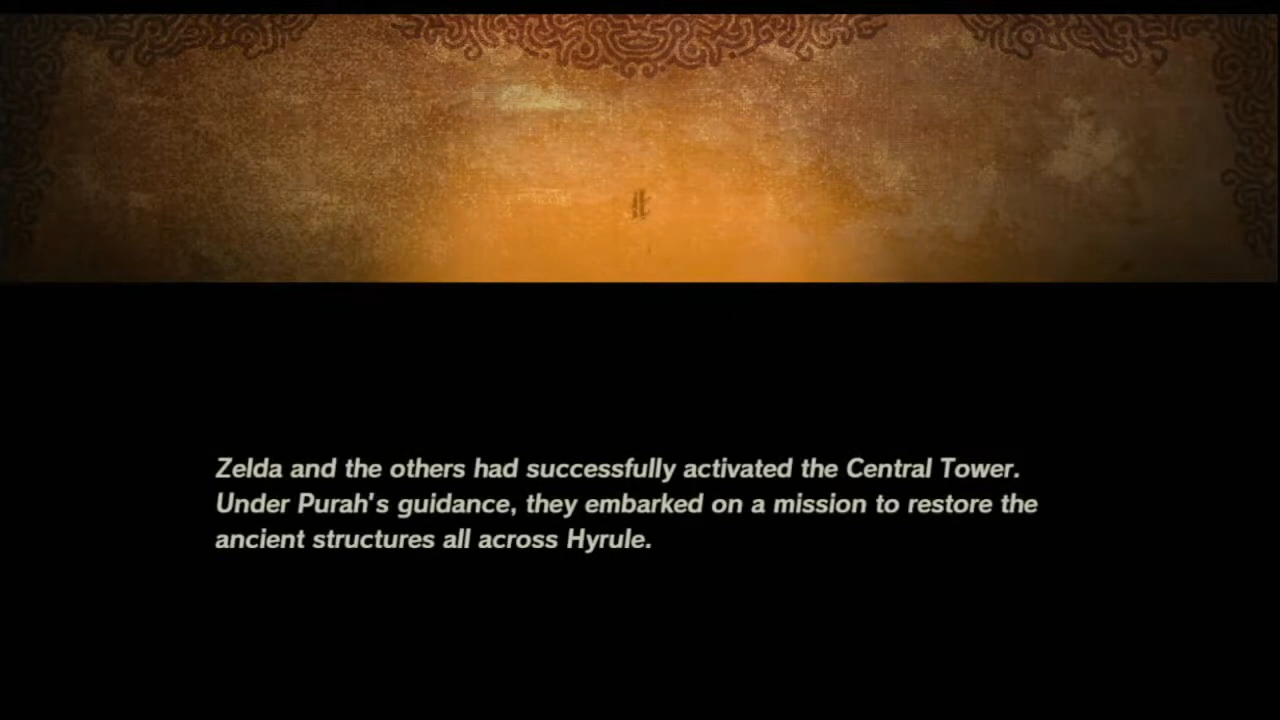 Zelda and the others had successfully activated the Central Tower.
Under Purah's guidance, they embarked on a mission to restore the
ancient structures all across Hyrule.